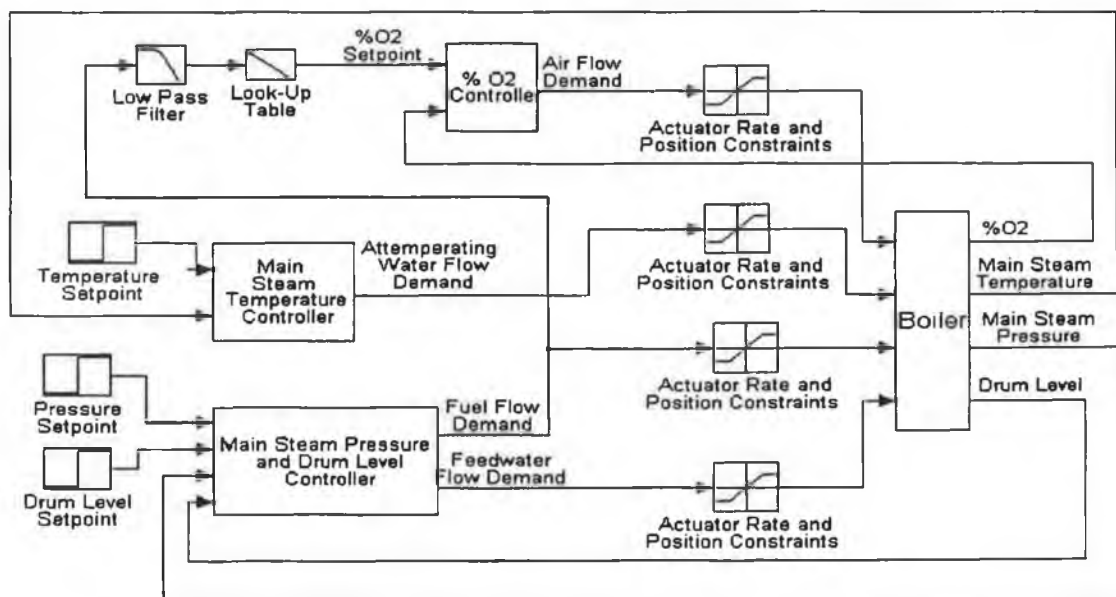 %O2
Setpoint
Low Pass
Filter
Look-Up
Table
% O2
Controller
Air Flow
Demand
Actuator Rate and
Position Constraints
Temperature
Setpoint
Main
Steam
Temperature
Controller
Attemperating
Water Flow
Demand
Actuator Rate and
Position Constraints
Boiler
%O2
Main Steam
Temperature
Main Steam
Pressure
Drum Level
Actuator Rate and
Position Constraints
Pressure
Setpoint
Drum Level
Setpoint
Main Steam Pressure
and Drum Level
Controller
Fuel Flow
Demand
Feedwater
Flow Demand
Actuator Rate and
Position Constraints